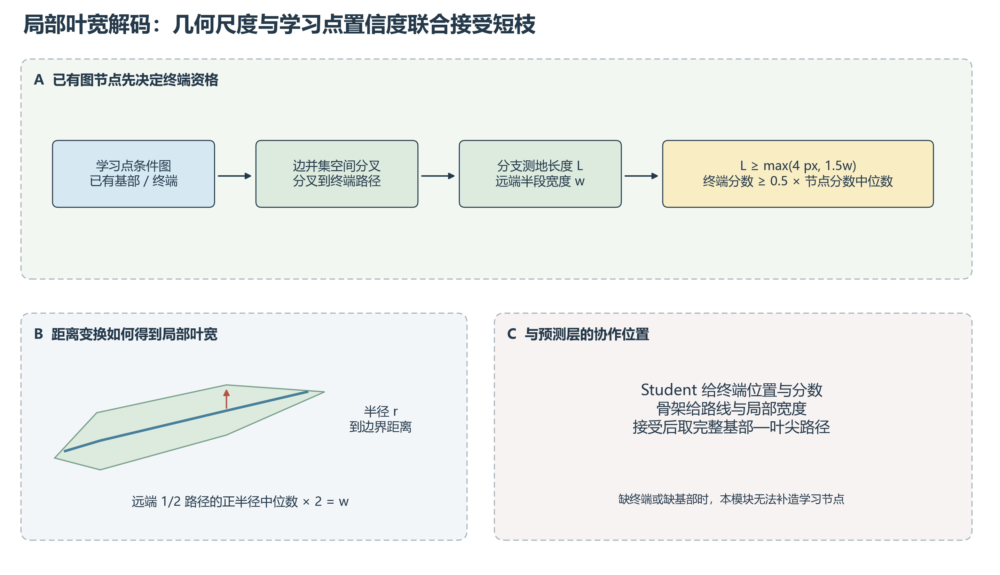 局部叶宽解码：几何尺度与学习点置信度联合接受短枝
A 已有图节点先决定终端资格
学习点条件图
已有基部 / 终端
边并集空间分叉
分叉到终端路径
分支测地长度 L
远端半段宽度 w
L ≥ max(4 px, 1.5w)
终端分数 ≥ 0.5 × 节点分数中位数
B 距离变换如何得到局部叶宽
半径 r
到边界距离
远端 1/2 路径的正半径中位数 × 2 = w
C 与预测层的协作位置
Student 给终端位置与分数
骨架给路线与局部宽度
接受后取完整基部—叶尖路径
缺终端或缺基部时，本模块无法补造学习节点